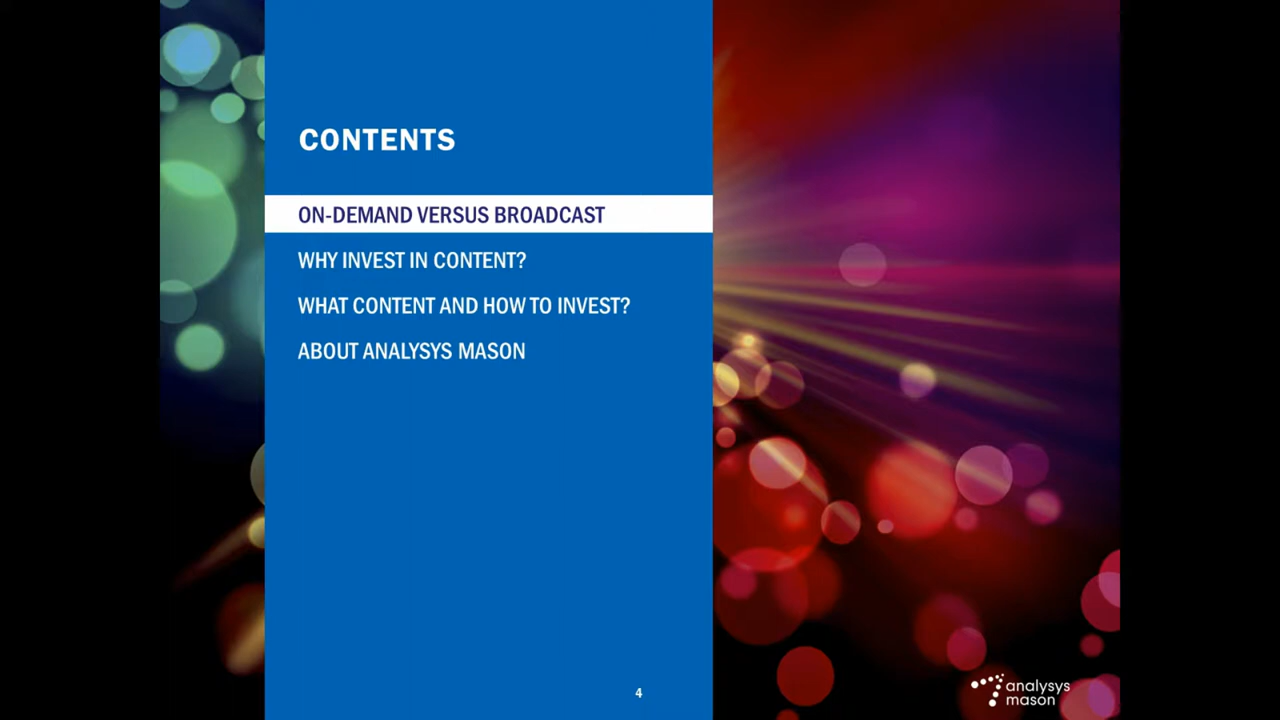 CONTENTS
ON-DEMAND VERSUS BROADCAST
WHY INVEST IN CONTENT?
WHAT CONTENT AND HOW TO INVEST?
ABOUT ANALYSYS MASON
4
analysys
mason